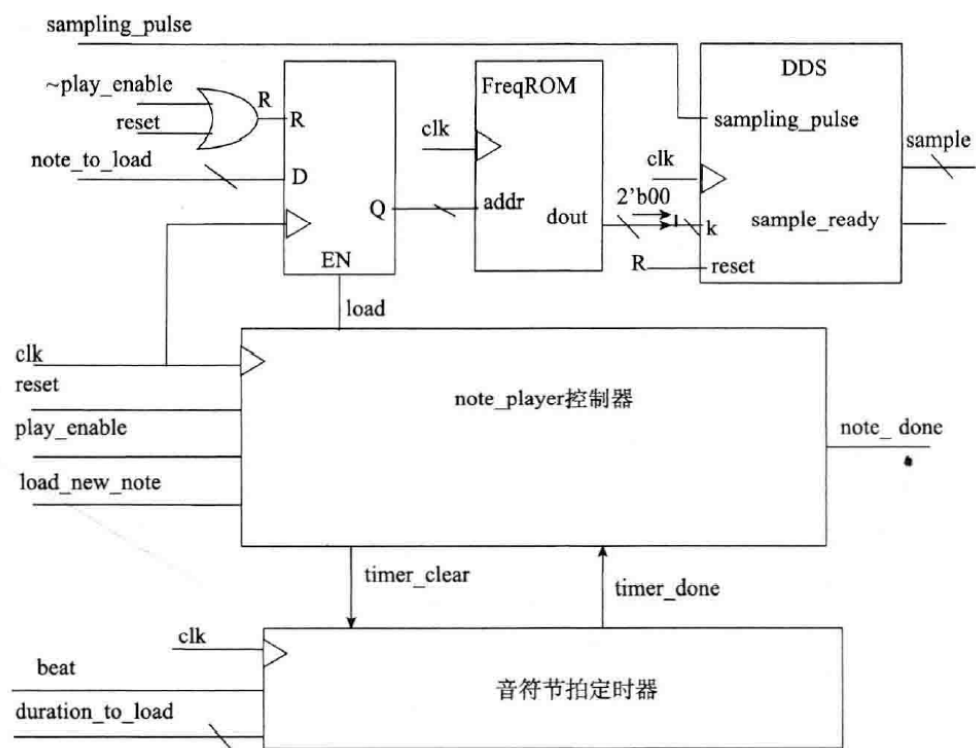 sampling_pulse
DDS
~play_enable
R
FreqROM
reset
R
clk
sampling_pulse
sample
note_to_load
D
clk
Q
addr
2'b00
dout
k
sample_ready
EN
R
reset
load
clk
reset
note_player控制器
play_enable
note_ done
load_new_note
timer_clear
timer_done
clk
beat
音符节拍定时器
duration_to_load